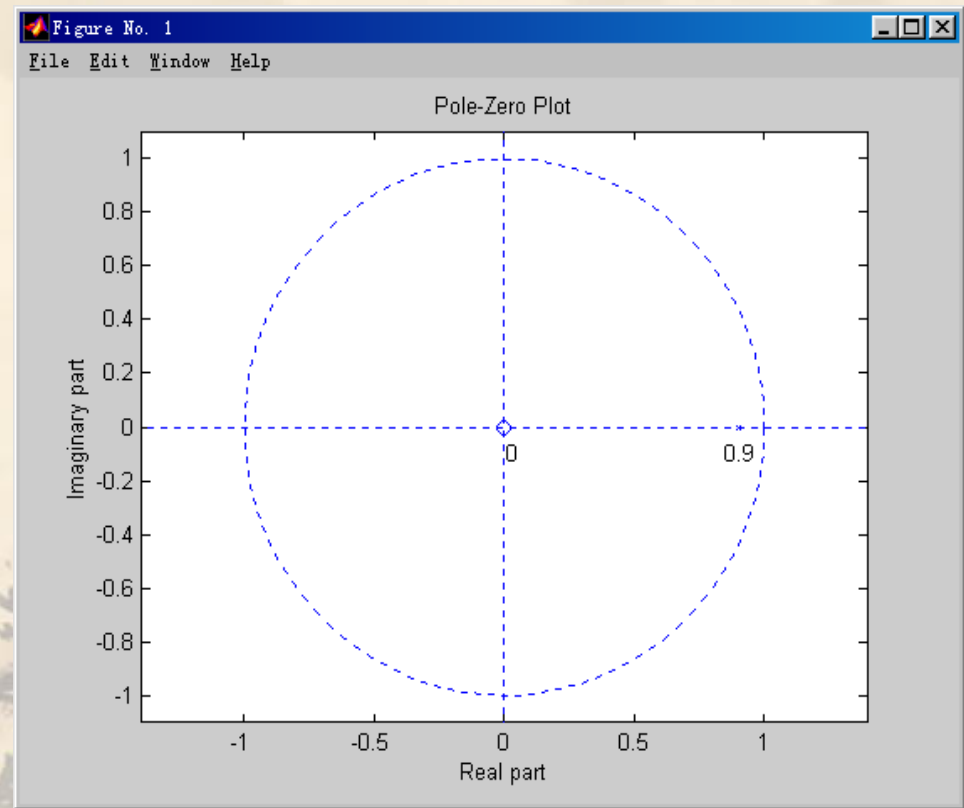 Figure No. 1
File Edit Window Help
Pole-Zero Plot
1
0.8
0.6
0.4
0.2
0
-0.2
-0.4
-0.6
-0.8
-1
Imaginary part
0
0.9
-1 -0.5 0 0.5 1
Real part